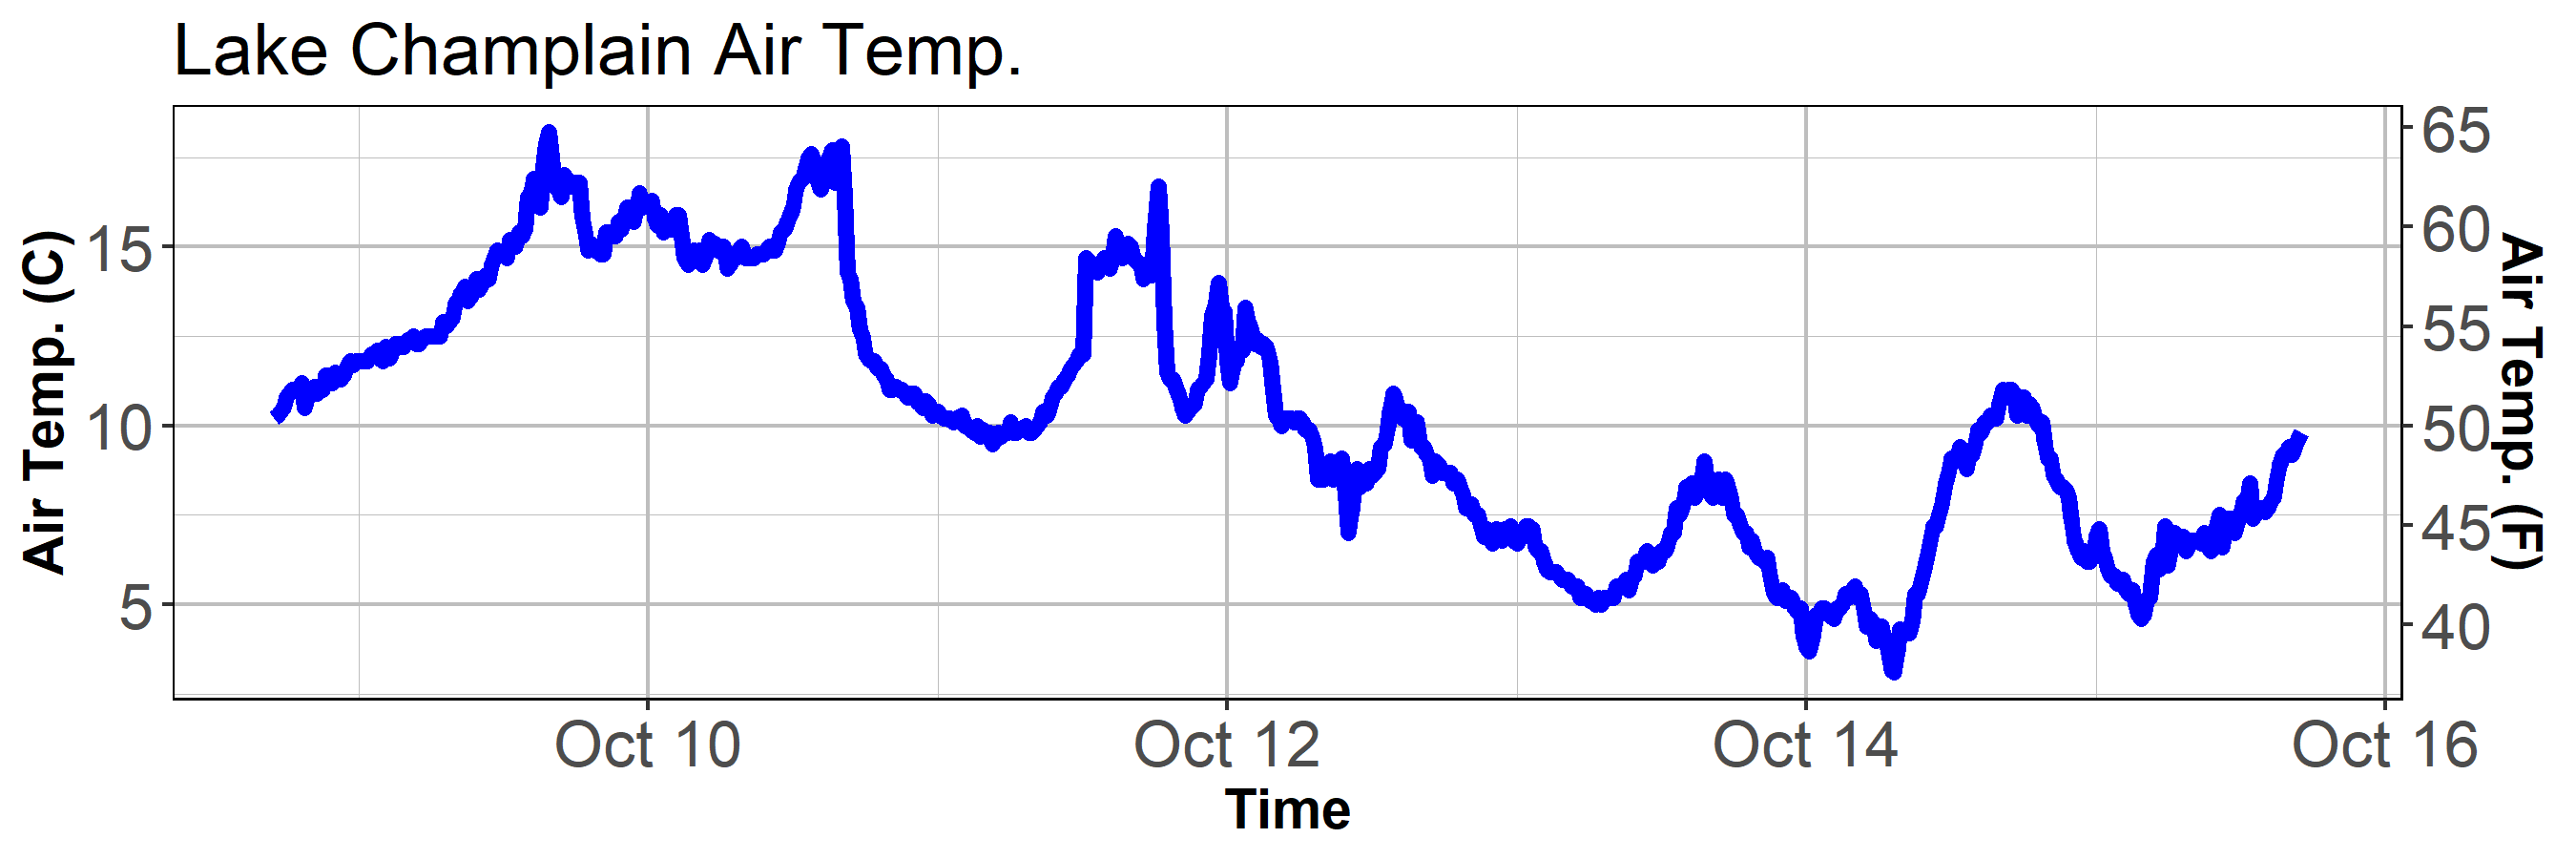 Lake Champlain Air Temp.
Air Temp. (C)
15
10
5
65
60
55
50
45
40
Air Temp. (F)
Oct 10
Oct 12
Oct 14
Oct 16
Time